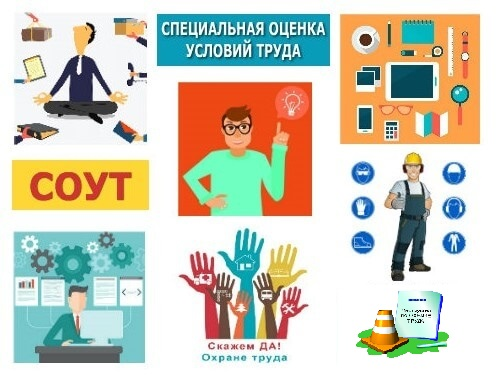 СПЕЦИАЛЬНАЯ ОЦЕНКА
УСЛОВИЙ ТРУДА
СОУТ
Скажем ДА!
Охране труда